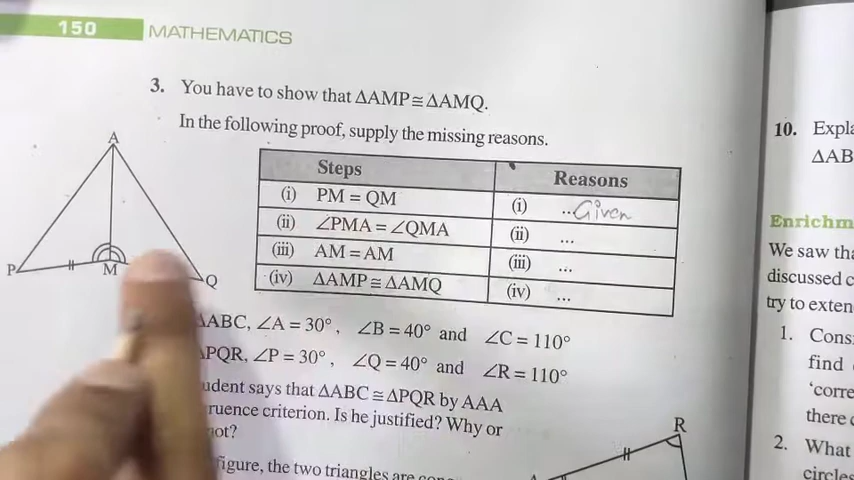 150 MATHEMATICS
3. You have to show that ΔAMP ≅ ΔAMQ.
In the following proof, supply the missing reasons.
Steps Reasons
(i) PM = QM (i) ...Given
(ii) ∠PMA = ∠QMA (ii) ...
(iii) AM = AM (iii) ...
(iv) ΔAMP ≅ ΔAMQ (iv) ...
A
P
M
Q
ΔABC, ∠A = 30°, ∠B = 40° and ∠C = 110°
ΔPQR, ∠P = 30°, ∠Q = 40° and ∠R = 110°
student says that ΔABC ≅ ΔPQR by AAA
congruence criterion. Is he justified? Why or
not?
figure, the two triangles are
R
10. Expla
ΔAB
Enrichm
We saw tha
discussed c
try to exten
1. Cons
find
'corre
there
2. What
circles